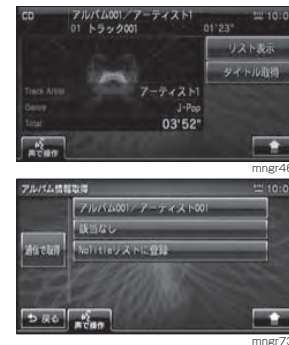 CD アルバム001／アーティスト1 10:0
01 トラック001 01'23"
リスト表示
タイトル取得
Track Artist アーティスト1
Genre J-Pop
Total 03'52"
声で操作
mngr46
アルバム情報取得 10:0
アルバム001／アーティスト001
該当なし
通信で取得 NoTitleリストに登録
戻る 声で操作
mngr73